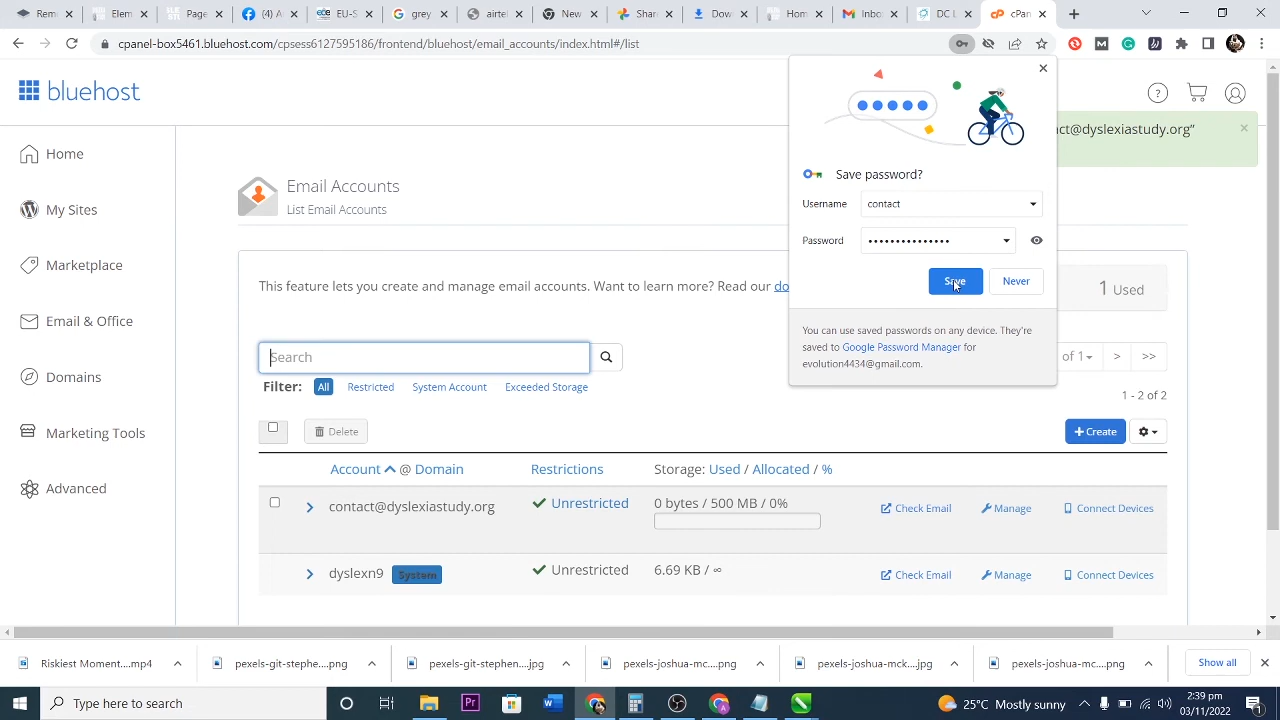 Rem
Elem
Page
(4) A
EU-S
grey
airtel
New
Share
Dow
Hom
Inbo
DC L
cPan
cpanel-box5461.bluehost.com/cpsess6127595186/frontend/bluehost/email_accounts/index.html#/list
bluehost
Home
My Sites
Marketplace
Email & Office
Domains
Marketing Tools
Advanced
Email Accounts
List Email Accounts
ct@dyslexiastudy.org”
Save password?
Username contact
Password •••••••••••••••
Save Never
You can use saved passwords on any device. They're
saved to Google Password Manager for
evolution4434@gmail.com.
This feature lets you create and manage email accounts. Want to learn more? Read our do
1 Used
Search
of 1 > >>
Filter: All Restricted System Account Exceeded Storage
1 - 2 of 2
Delete
+ Create
Account @ Domain Restrictions Storage: Used / Allocated / %
contact@dyslexiastudy.org Unrestricted 0 bytes / 500 MB / 0% Check Email Manage Connect Devices
dyslexn9 System Unrestricted 6.69 KB / ∞ Check Email Manage Connect Devices
Riskiest Moment....mp4
pexels-git-stephe....png
pexels-git-stephen....jpg
pexels-joshua-mc....png
pexels-joshua-mck....jpg
pexels-joshua-mc....png
Show all
Type here to search
25°C Mostly sunny
2:39 pm
03/11/2022